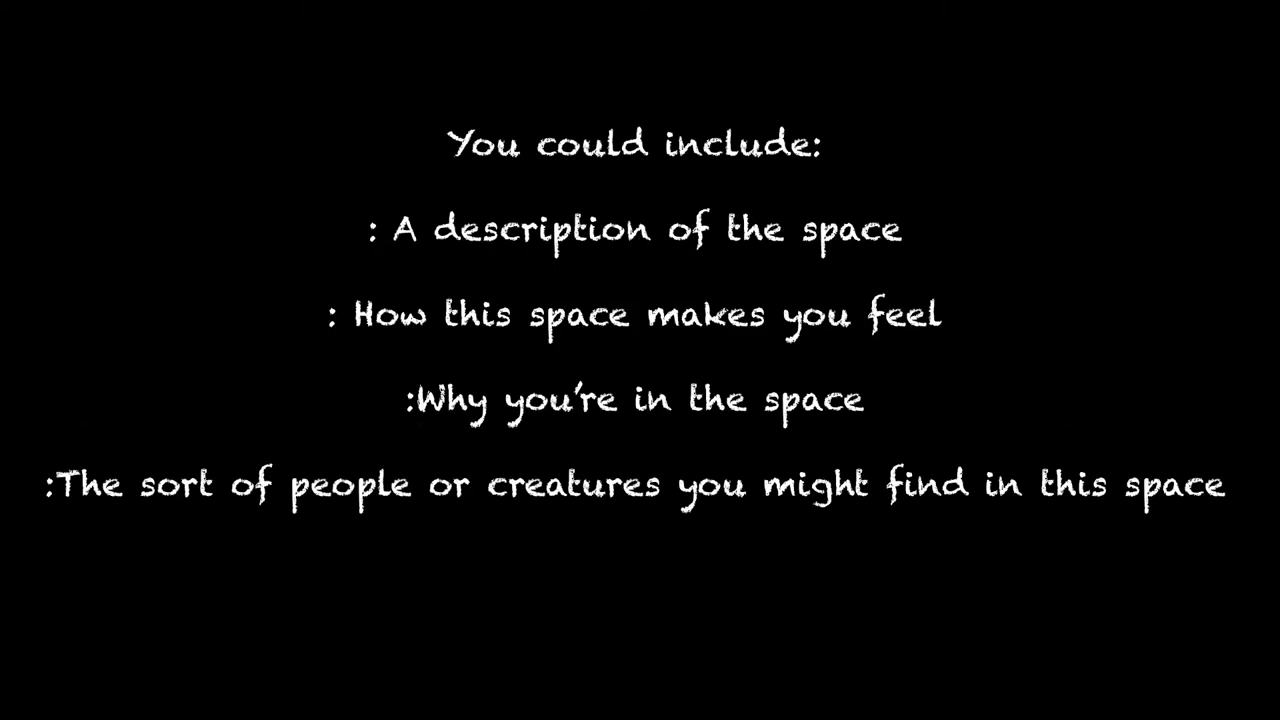 You could include:
: A description of the space
: How this space makes you feel
:Why you're in the space
:The sort of people or creatures you might find in this space